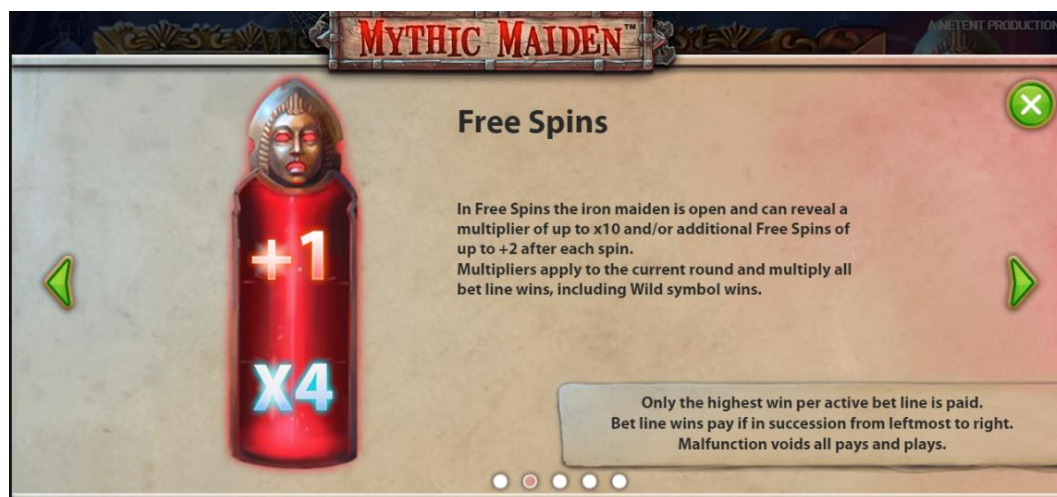 MYTHIC MAIDEN™
A NETENT PRODUCTION
Free Spins
In Free Spins the iron maiden is open and can reveal a
multiplier of up to x10 and/or additional Free Spins of
up to +2 after each spin.
Multipliers apply to the current round and multiply all
bet line wins, including Wild symbol wins.
+1
X4
Only the highest win per active bet line is paid.
Bet line wins pay if in succession from leftmost to right.
Malfunction voids all pays and plays.